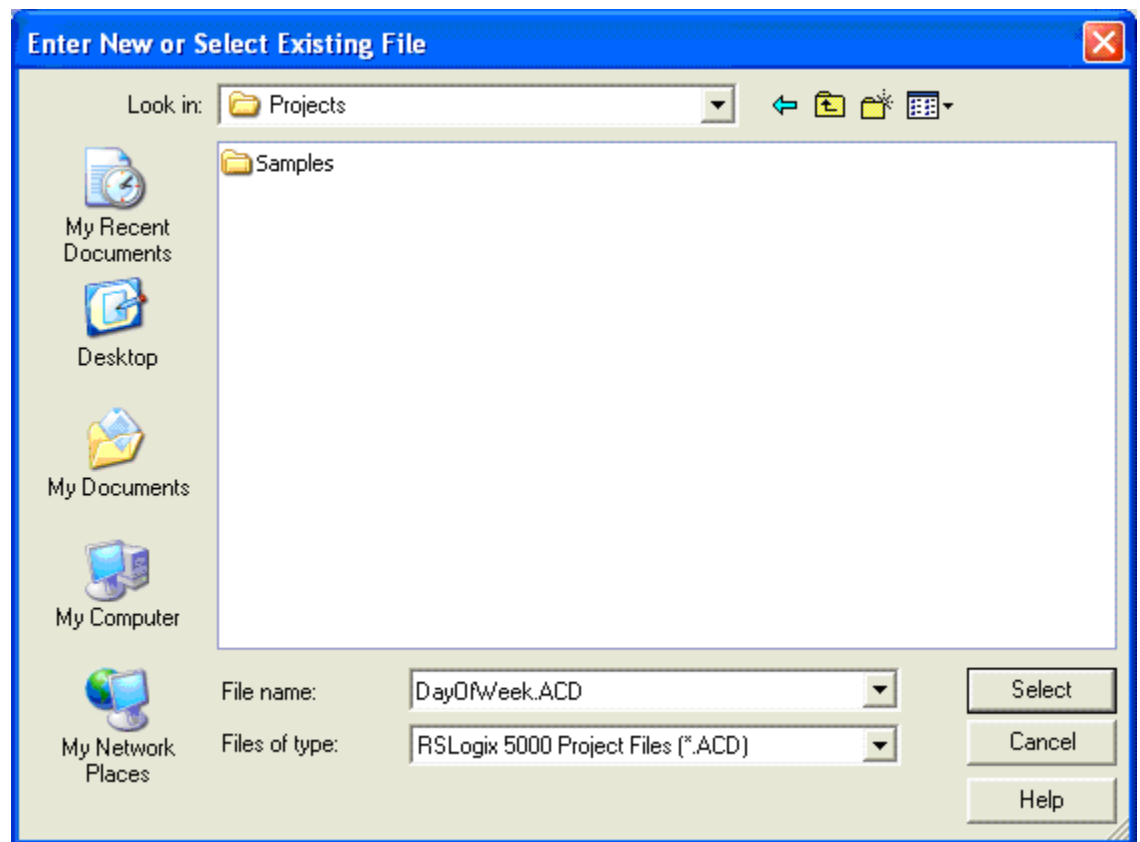 Enter New or Select Existing File
Look in:
Projects
Samples
My Recent
Documents
Desktop
My Documents
My Computer
My Network
Places
File name:
DayOfWeek.ACD
Select
Files of type:
RSLogix 5000 Project Files (*.ACD)
Cancel
Help